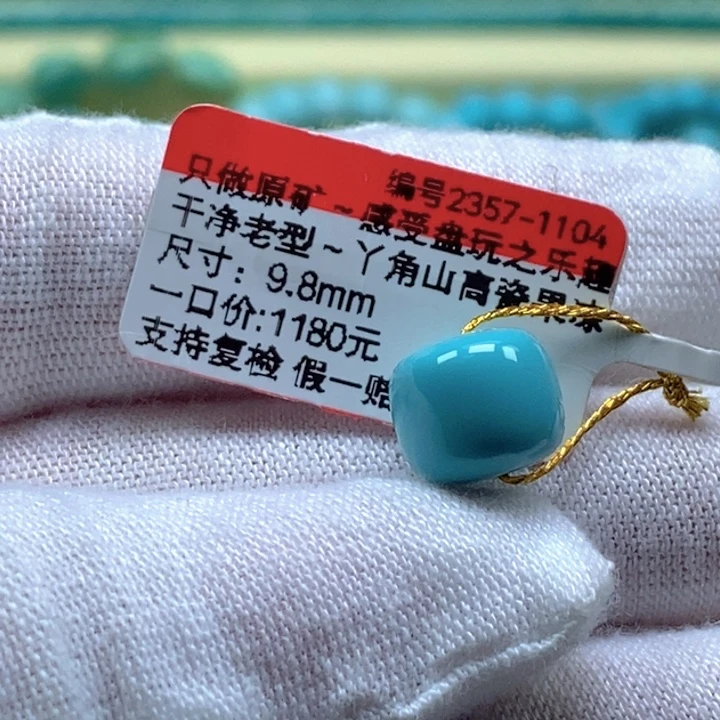 编号2357-1104
只做原矿~感受盘玩之乐趣
干净老型~丫角山高瓷果冻
尺寸：9.8mm
一口价:1180元
支持复检 假一赔